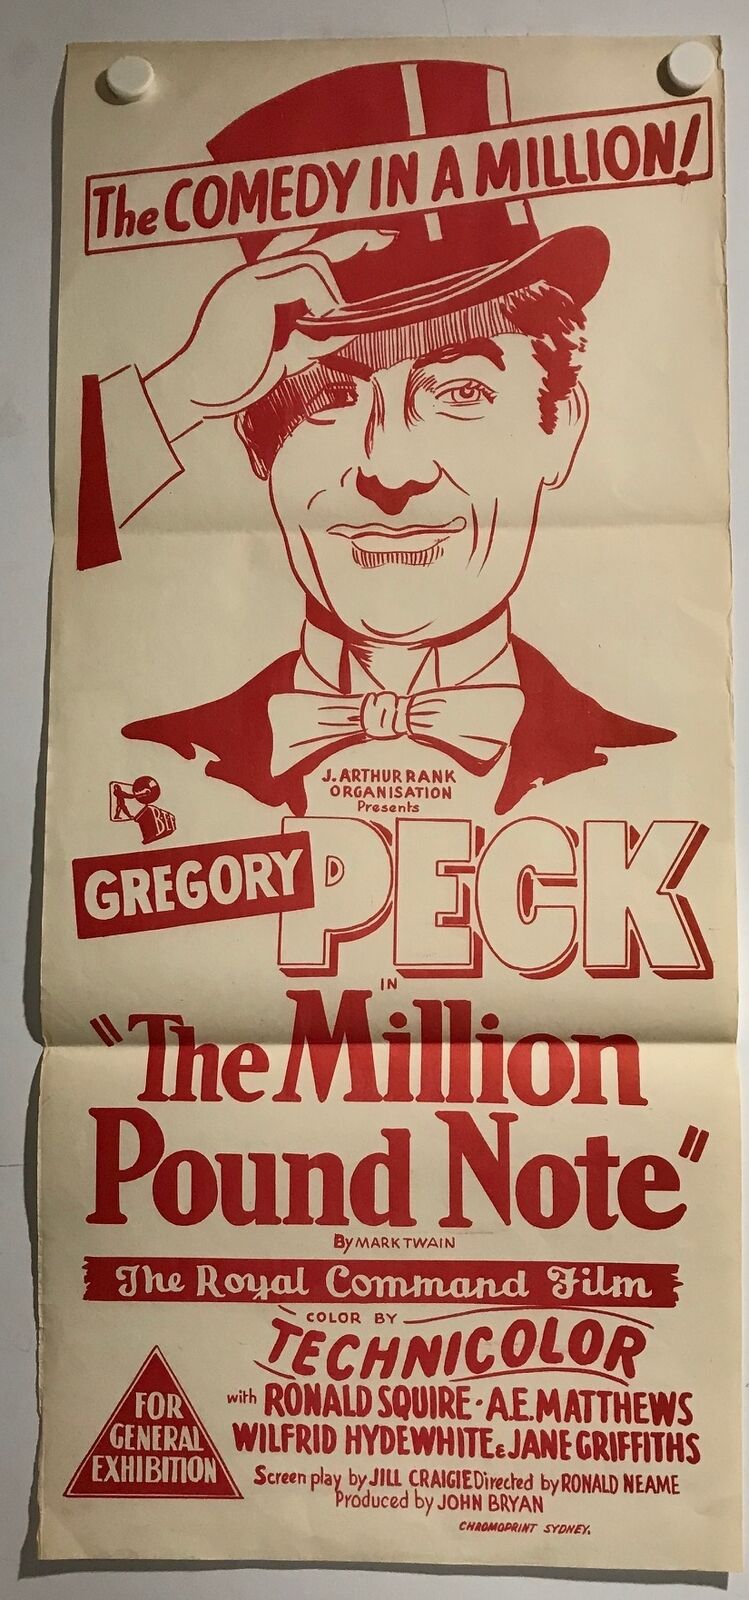 The COMEDY IN A MILLION!
J. ARTHUR RANK
ORGANISATION
Presents
GREGORY PECK
IN
"The Million
Pound Note"
By MARK TWAIN
The Royal Command Film
COLOR BY
TECHNICOLOR
with RONALD SQUIRE · A.E. MATTHEWS
WILFRID HYDEWHITE & JANE GRIFFITHS
Screen play by JILL CRAIGIE Directed by RONALD NEAME
Produced by JOHN BRYAN
FOR
GENERAL
EXHIBITION
CHROMOPRINT SYDNEY.